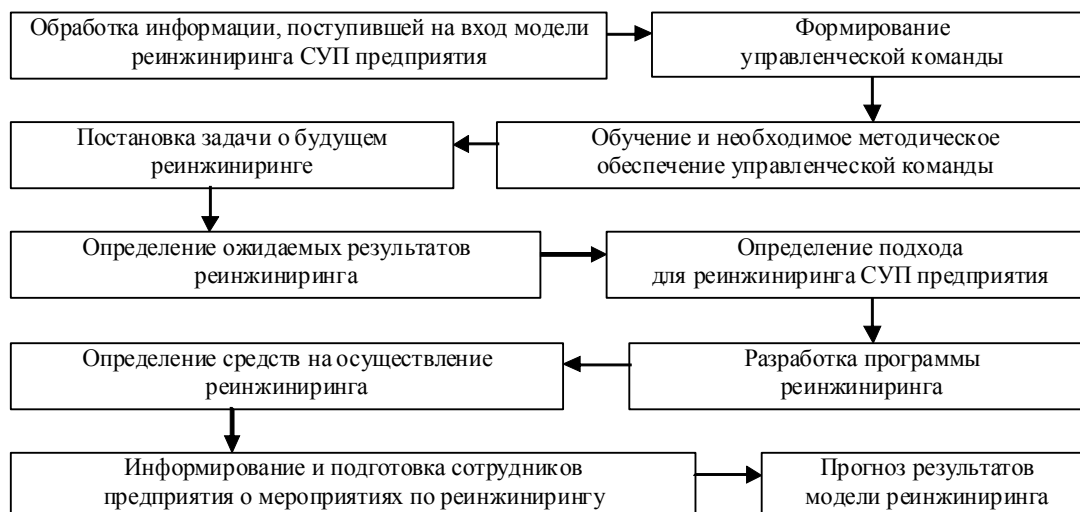 Обработка информации, поступившей на вход модели
реинжиниринга СУП предприятия
Формирование
управленческой команды
Обучение и необходимое методическое
обеспечение управленческой команды
Постановка задачи о будущем
реинжиниринге
Определение ожидаемых результатов
реинжиниринга
Определение подхода
для реинжиниринга СУП предприятия
Разработка программы
реинжиниринга
Определение средств на осуществление
реинжиниринга
Информирование и подготовка сотрудников
предприятия о мероприятиях по реинжинирингу
Прогноз результатов
модели реинжиниринга